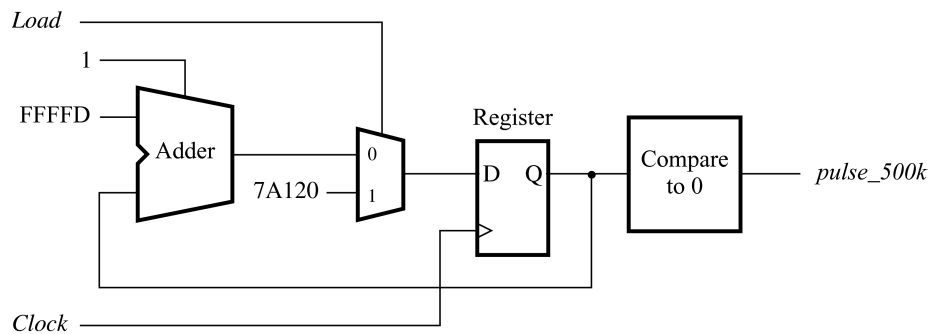 Load
1
FFFFD
Adder
0
7A120
1
Register
D
Q
Compare
to 0
pulse_500k
Clock